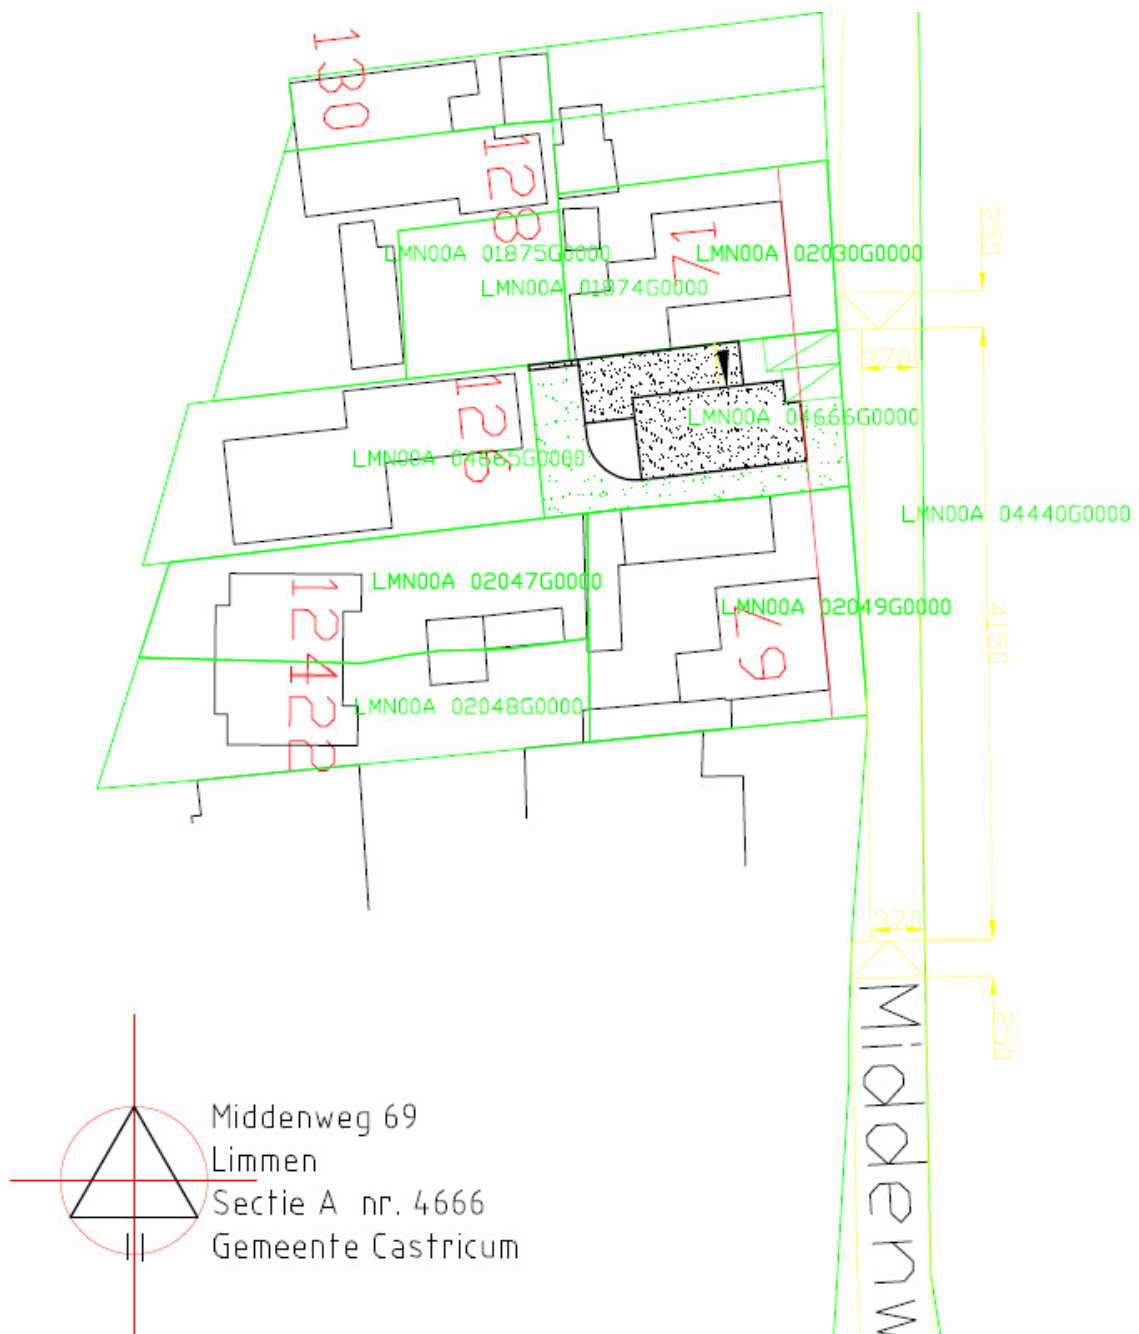 130
128
71
250
LMN00A 01875G0000
LMN00A 02030G0000
LMN00A 01874G0000
370
126
LMN00A 04666G0000
LMN00A 04665G0000
LMN00A 04440G0000
LMN00A 02047G0000
LMN00A 02049G0000
4150
124
67
122
LMN00A 02048G0000
370
250
Middenw
Middenweg 69
Limmen
Sectie A nr. 4666
Gemeente Castricum